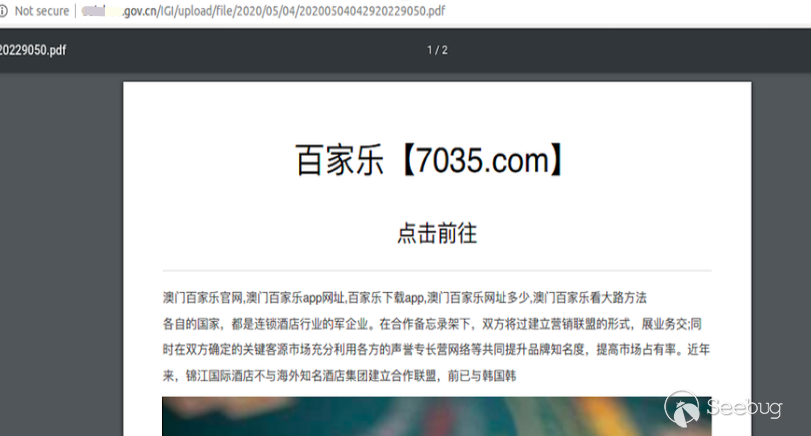 Not secure
.gov.cn/IGI/upload/file/2020/05/04/20200504042920229050.pdf
20229050.pdf
1 / 2
百家乐【7035.com】
点击前往
澳门百家乐官网,澳门百家乐app网址,百家乐下载app,澳门百家乐网址多少,澳门百家乐看大路方法
各自的国家，都是连锁酒店行业的军企业。在合作备忘录架下，双方将过建立营销联盟的形式，展业务交;同
时在双方确定的关键客源市场充分利用各方的声誉专长营网络等共同提升品牌知名度，提高市场占有率。近年
来，锦江国际酒店不与海外知名酒店集团建立合作联盟，前已与韩国韩
Seebug